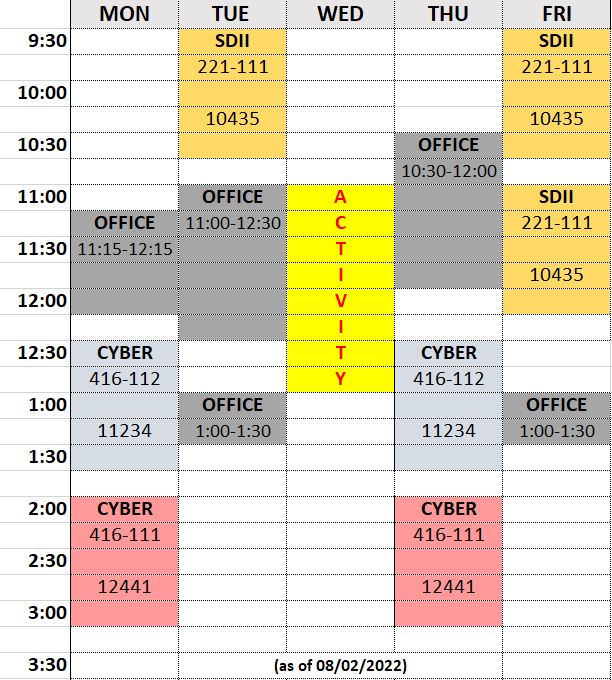 MON TUE WED THU FRI
9:30 SDII SDII
221-111 221-111
10:00
10435 10435
10:30 OFFICE
10:30-12:00
11:00 OFFICE A SDII
OFFICE 11:00-12:30 C 221-111
11:30 11:15-12:15 T
I 10435
12:00 V
I
12:30 CYBER T CYBER
416-112 Y 416-112
1:00 OFFICE OFFICE
11234 1:00-1:30 11234 1:00-1:30
1:30
2:00 CYBER CYBER
416-111 416-111
2:30
12441 12441
3:00
3:30 (as of 08/02/2022)